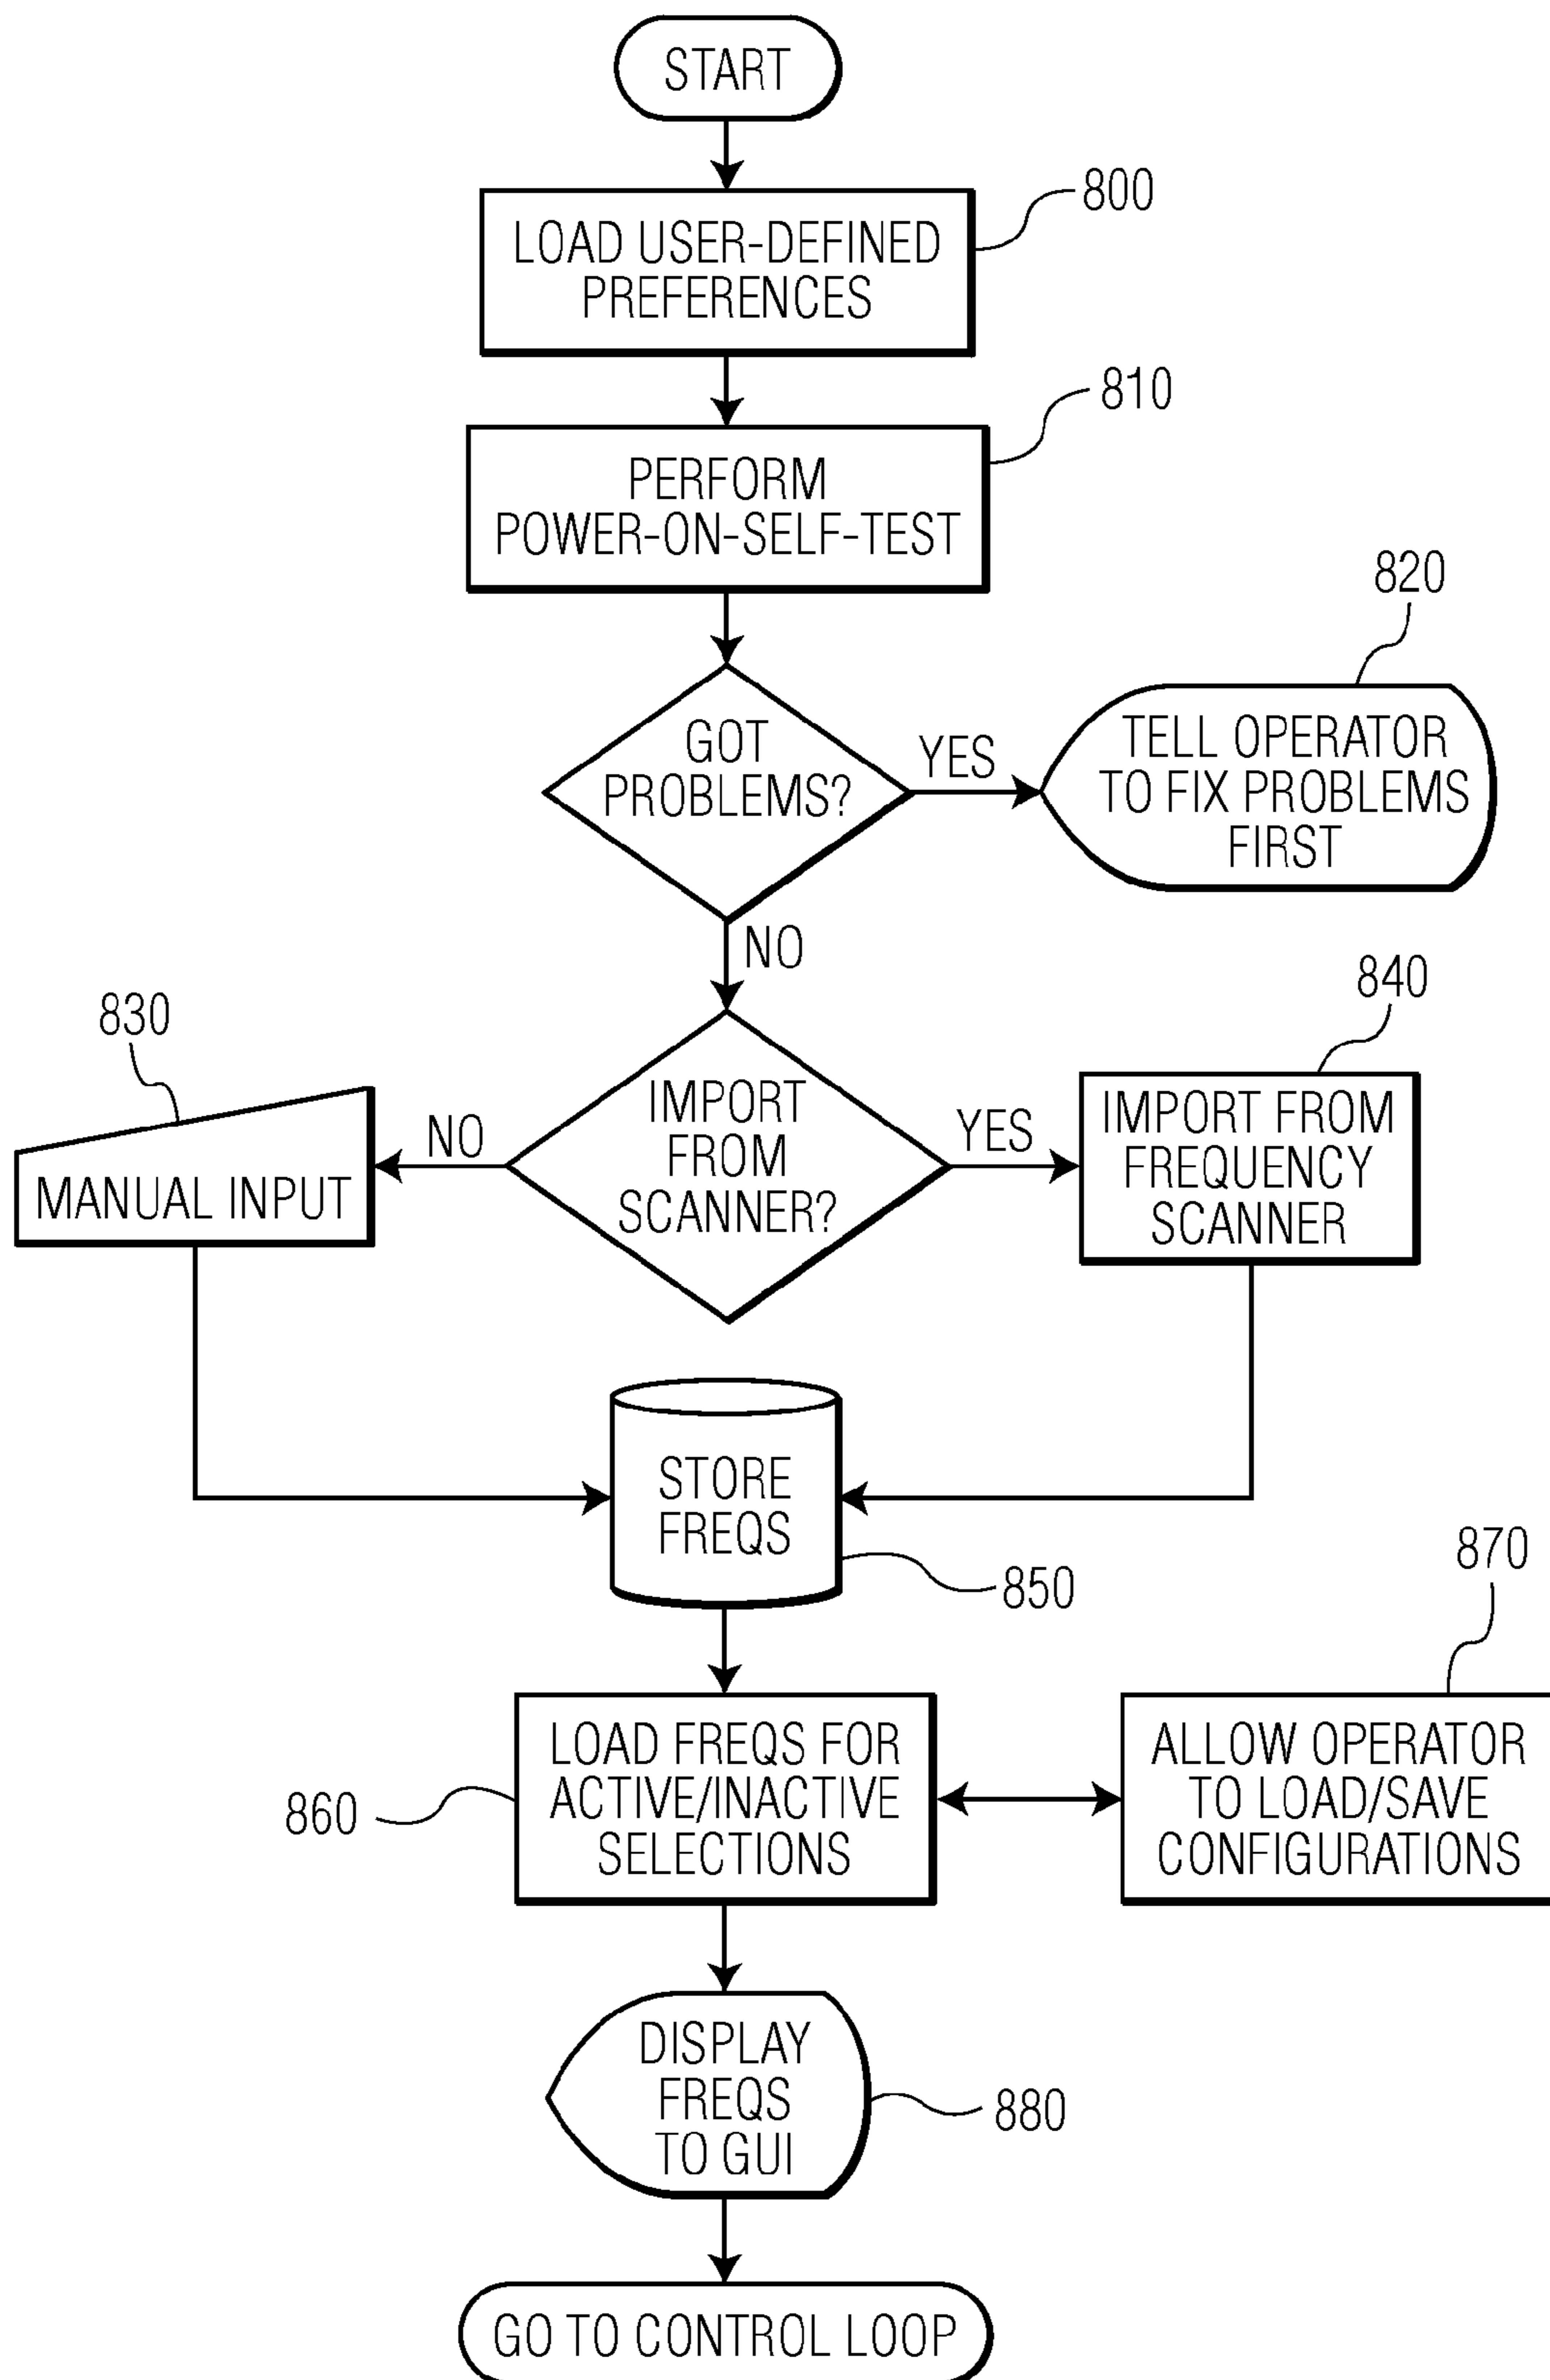 START
800
LOAD USER-DEFINED
PREFERENCES
810
PERFORM
POWER-ON-SELF-TEST
820
GOT
PROBLEMS?
YES
TELL OPERATOR
TO FIX PROBLEMS
FIRST
NO
830
840
MANUAL INPUT
NO
IMPORT
FROM
SCANNER?
YES
IMPORT FROM
FREQUENCY
SCANNER
STORE
FREQS
850
870
860
LOAD FREQS FOR
ACTIVE/INACTIVE
SELECTIONS
ALLOW OPERATOR
TO LOAD/SAVE
CONFIGURATIONS
DISPLAY
FREQS
TO GUI
880
GO TO CONTROL LOOP